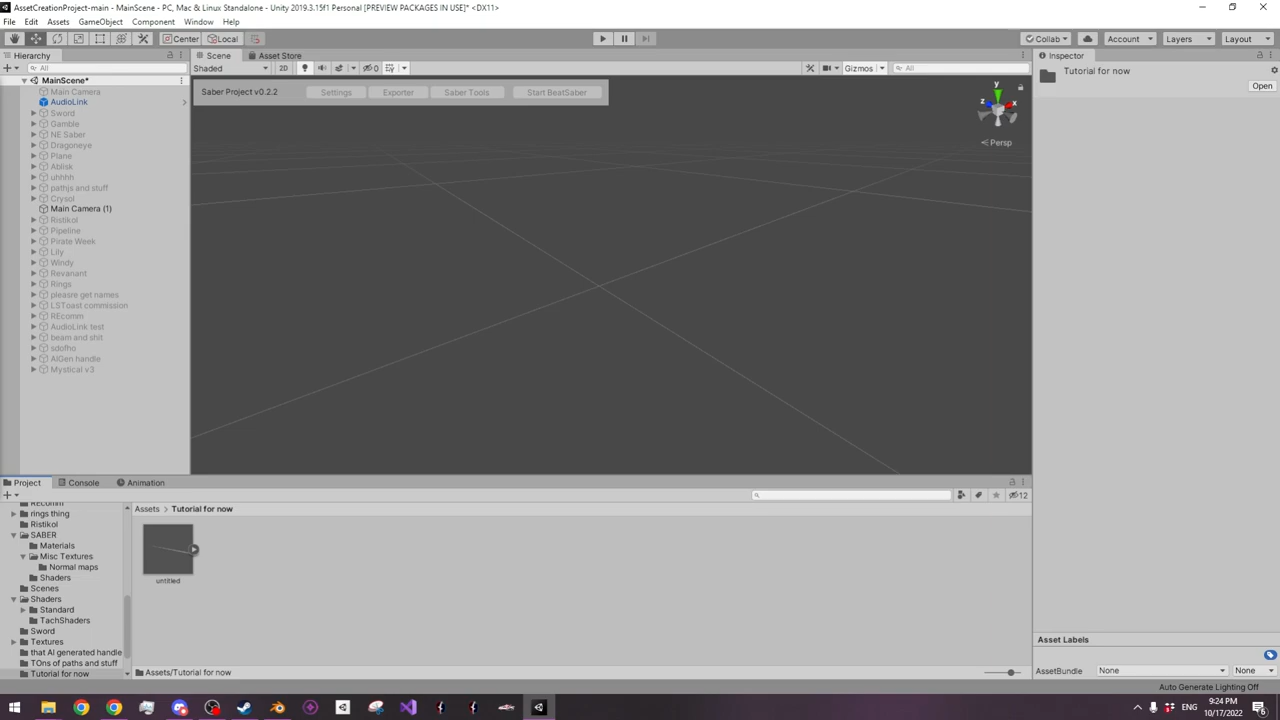 AssetCreationProject-main - MainScene - PC, Mac & Linux Standalone - Unity 2019.3.15f1 Personal [PREVIEW PACKAGES IN USE]* <DX11>
File Edit Assets GameObject Component Window Help
Center Local Collab Account Layers Layout
Hierarchy Scene Asset Store Inspector
All Shaded 2D 0 Gizmos All
Tutorial for now
Open
MainScene*
Main Camera
AudioLink
Sword
Gamble
NE Saber
Dragoneye
Plane
Ablisk
uhhhh
pathjs and stuff
Crysol
Main Camera (1)
Ristikol
Pipeline
Pirate Week
Lily
Windy
Revanant
Rings
pleasre get names
LSToast commission
REcomm
AudioLink test
beam and shit
sdofho
AIGen handle
Mystical v3
Saber Project v0.2.2 Settings Exporter Saber Tools Start BeatSaber
y
z x
Persp
Project Console Animation
12
REcomm
rings thing
Ristikol
SABER
Materials
Misc Textures
Normal maps
Shaders
Scenes
Shaders
Standard
TachShaders
Sword
Textures
that AI generated handle
TOns of paths and stuff
Tutorial for now
Assets > Tutorial for now
untitled
Assets/Tutorial for now
Asset Labels
AssetBundle None None
Auto Generate Lighting Off
ENG
9:24 PM
10/17/2022
6